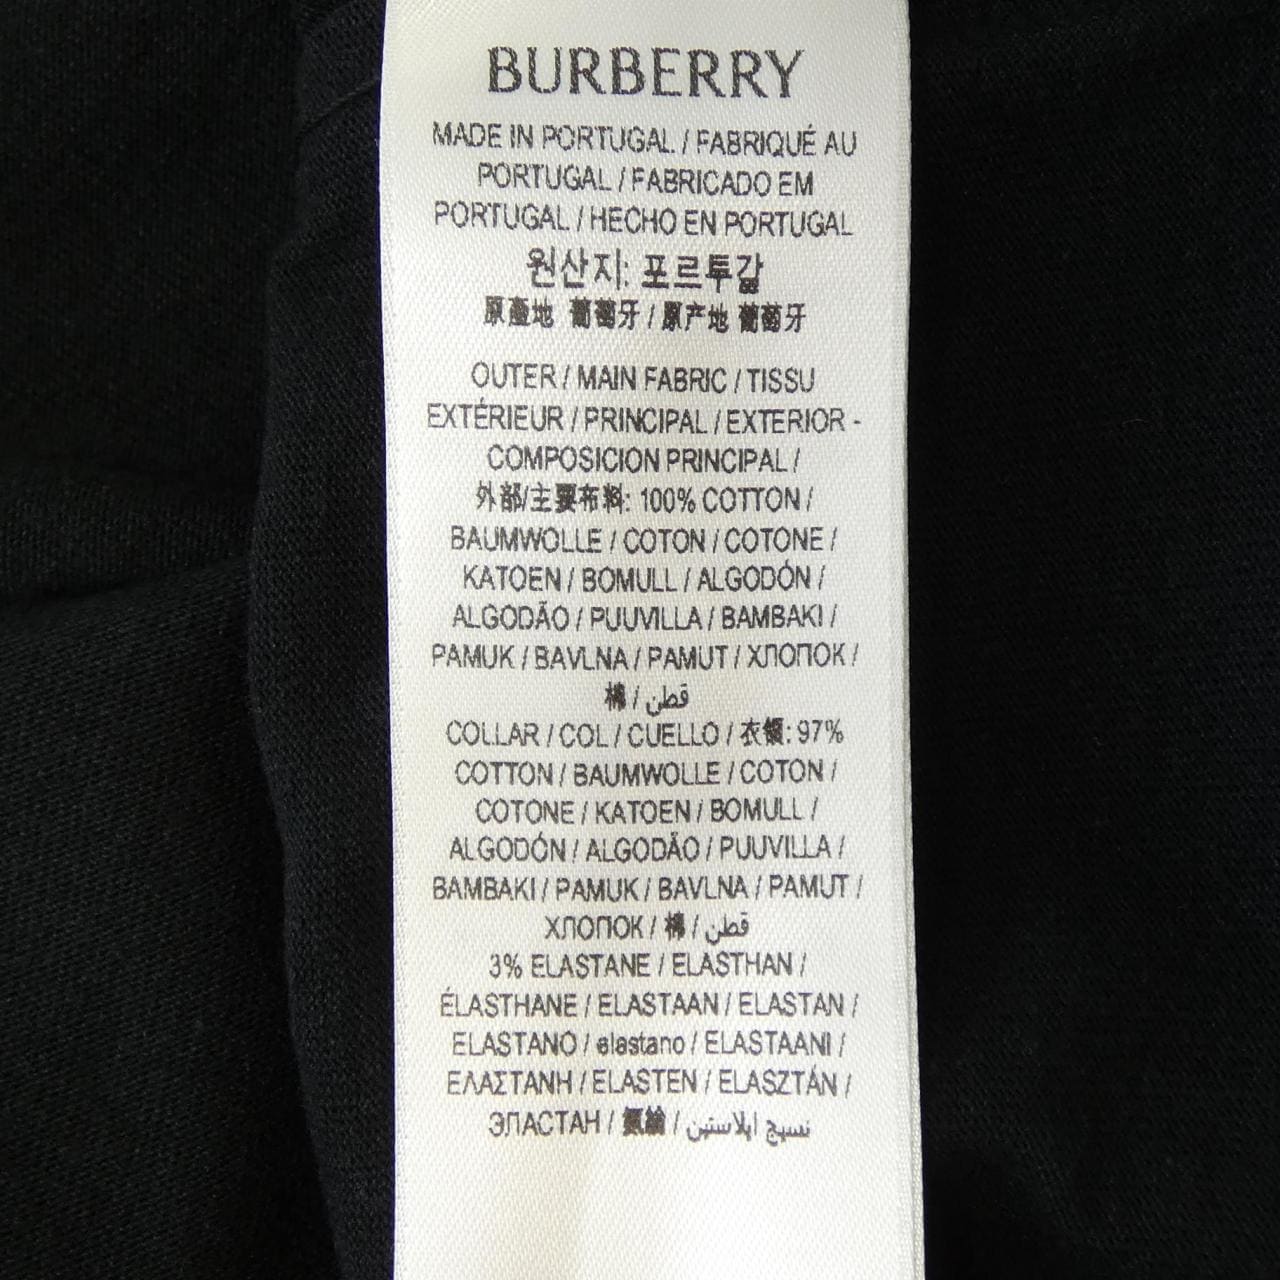 BURBERRY
MADE IN PORTUGAL / FABRIQUÉ AU
PORTUGAL / FABRICADO EM
PORTUGAL / HECHO EN PORTUGAL
원산지: 포르투갈
原產地 葡萄牙 / 原产地 葡萄牙
OUTER / MAIN FABRIC / TISSU
EXTÉRIEUR / PRINCIPAL / EXTERIOR -
COMPOSICION PRINCIPAL /
外部/主要布料: 100% COTTON /
BAUMWOLLE / COTON / COTONE /
KATOEN / BOMULL / ALGODÓN /
ALGODÃO / PUUVILLA / BAMBAKI /
PAMUK / BAVLNA / PAMUT / ХЛОПОК /
棉 / قطن
COLLAR / COL / CUELLO / 衣領: 97%
COTTON / BAUMWOLLE / COTON /
COTONE / KATOEN / BOMULL /
ALGODÓN / ALGODÃO / PUUVILLA /
BAMBAKI / PAMUK / BAVLNA / PAMUT /
ХЛОПОК / 棉 / قطن
3% ELASTANE / ELASTHAN /
ÉLASTHANE / ELASTAAN / ELASTAN /
ELASTANO / elastano / ELASTAANI /
ΕΛΑΣΤΑΝΗ / ELASTEN / ELASZTÁN /
ЭЛАСТАН / 氨綸 / نسيج ايلاستين